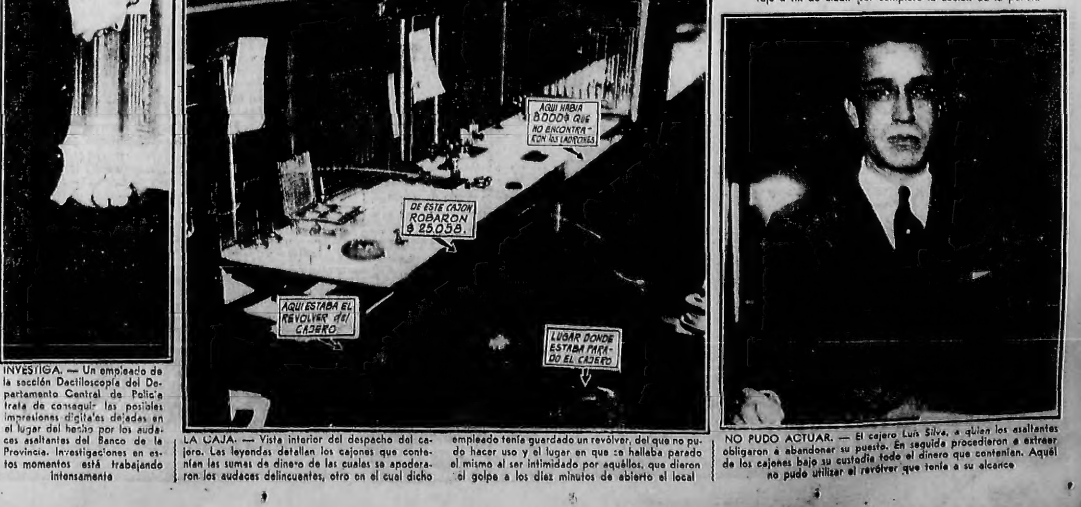 AQUI HABIA
8.000$ QUE
NO ENCONTRA-
RON LOS LADRONES
DE ESTE CAJON
ROBARON
$ 25.058.
AQUI ESTABA EL
REVOLVER del
CAJERO
LUGAR DONDE
ESTABA PARA-
DO EL CAJERO
INVESTIGA. — Un empleado de
la sección Dactiloscopía del De-
partamento Central de Policía
trata de conseguir las posibles
impresiones digitales dejadas en
el lugar del hecho por los auda-
ces asaltantes del Banco de la
Provincia. Investigaciones en es-
tos momentos está trabajando
intensamente
LA CAJA. — Vista interior del despacho del ca-
jero. Las leyendas detallan los cajones que conte-
nían las sumas de dinero de las cuales se apodera-
ron los audaces delincuentes, otro en el cual dicho
empleado tenía guardado un revólver, del que no pu-
do hacer uso y el lugar en que se hallaba parado
el mismo al ser intimidado por aquéllos, que dieron
el golpe a los diez minutos de abierto el local
NO PUDO ACTUAR. — El cajero Luis Silva, a quien los asaltantes
obligaron a abandonar su puesto. En seguida procedieron a extraer
de los cajones bajo su custodia todo el dinero que contenían. Aquél
no pudo utilizar el revólver que tenía a su alcance